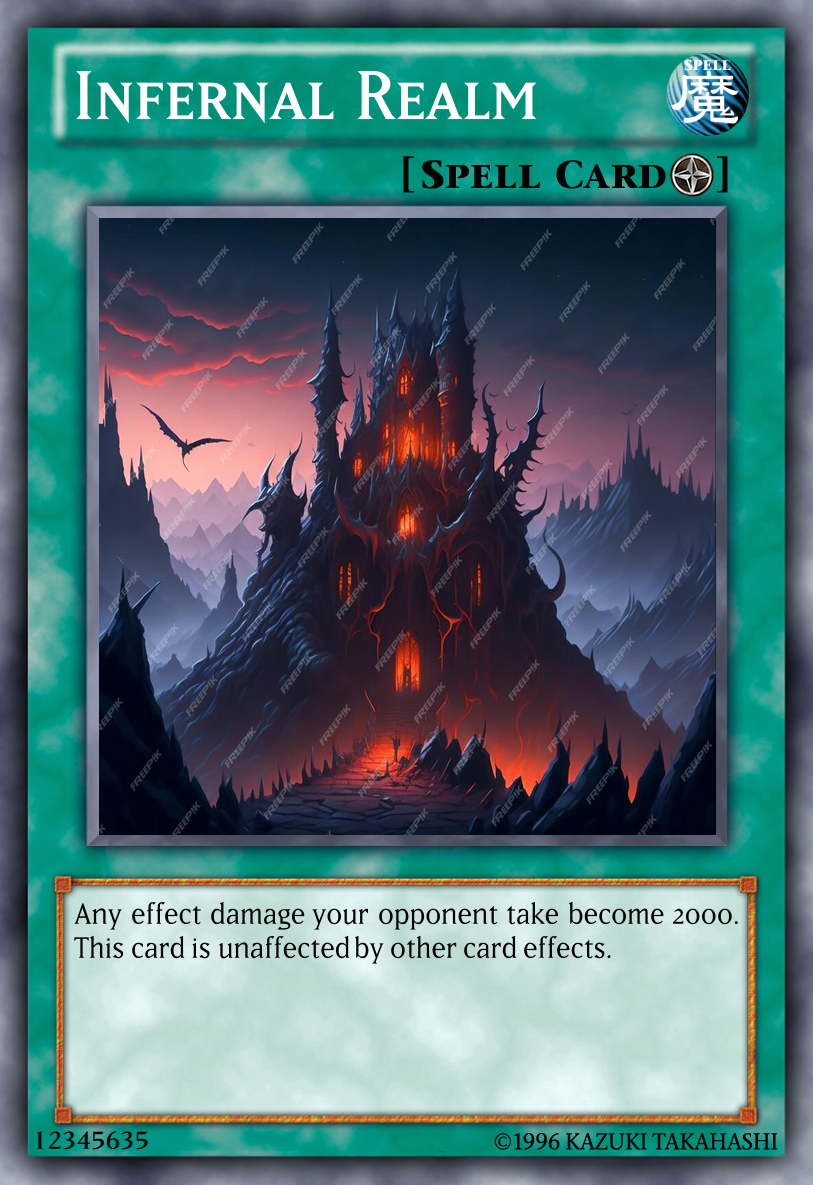 Infernal Realm
SPELL
魔
[Spell Card]
FREEPIK
Any effect damage your opponent take become 2000.
This card is unaffected by other card effects.
12345635
©1996 KAZUKI TAKAHASHI